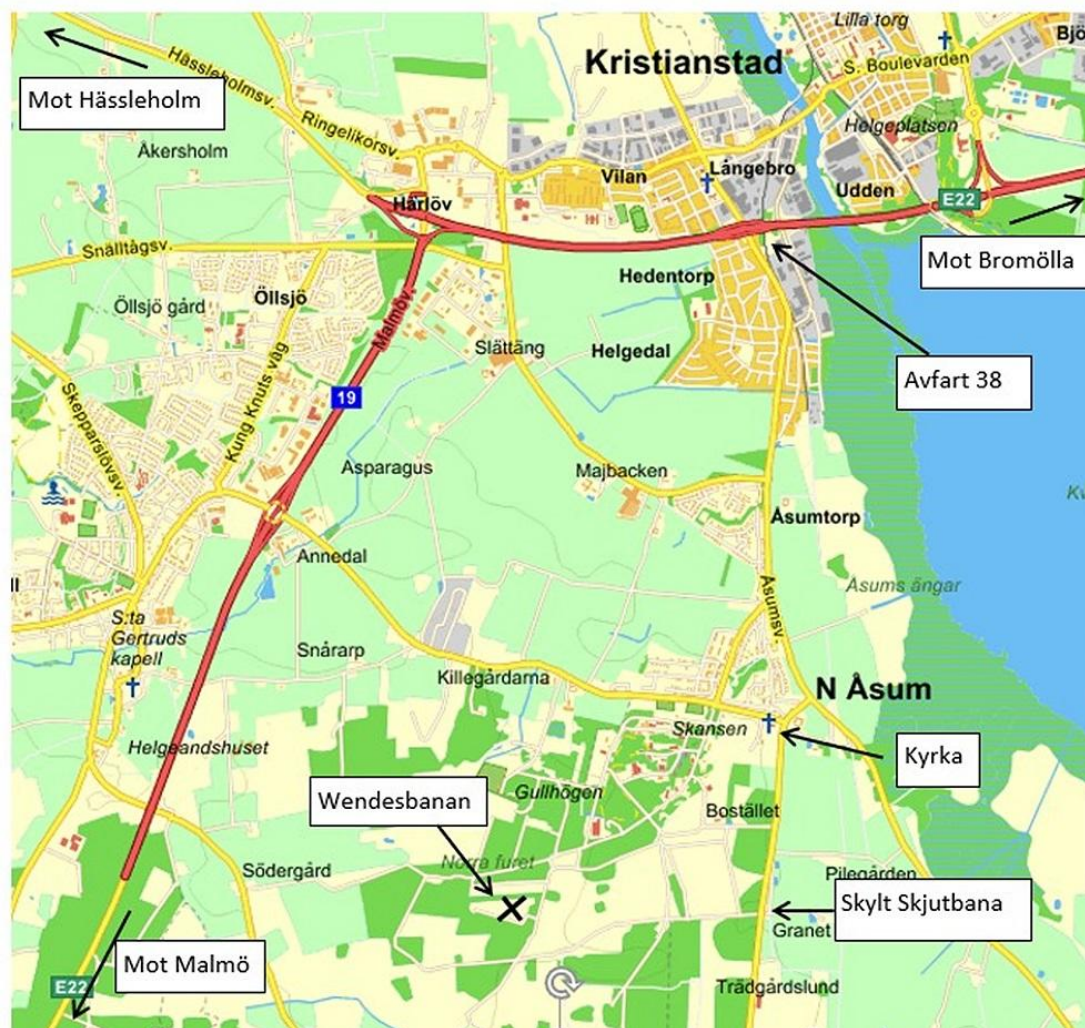 Lilla torg
Björ
Kristianstad
S. Boulevarden
Hässleholmsv.
Mot Hässleholm
Ringelikorsv.
Helgeplatsen
Åkersholm
Långebro
Vilan
Udden
Härlöv
E22
Snälltågsv.
Mot Bromölla
Hedentorp
Öllsjö
Öllsjö gård
Malmöv.
Slättäng
Helgedal
Avfart 38
19
Kung Knuts väg
Skepparslövsv.
Asparagus
Majbacken
Åsumtorp
Annedal
Åsums ängar
S:ta
Gertruds
kapell
Åsumsv.
Snårarp
Killegårdarna
N Åsum
Skansen
Helgeandshuset
Kyrka
Wendesbanan
Gullhögen
Bostället
Norra furet
Södergård
Pilegården
Skylt Skjutbana
Granet
Mot Malmö
E22
Trädgårdslund